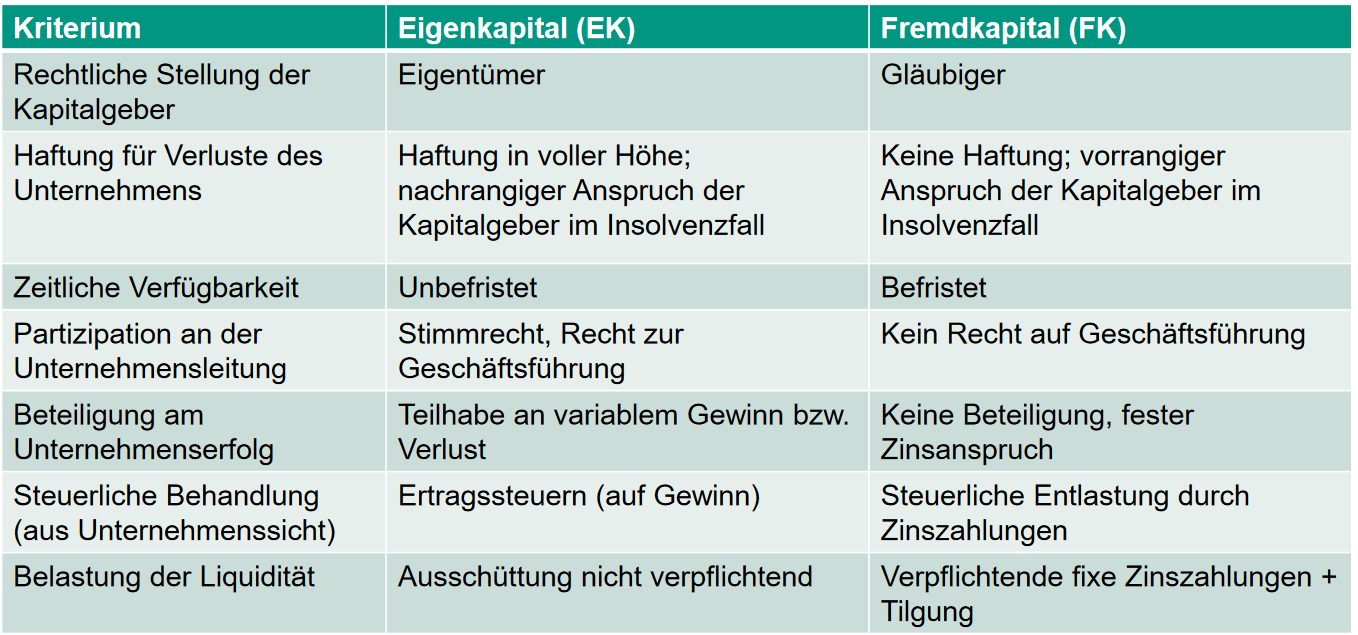 Kriterium Eigenkapital (EK) Fremdkapital (FK)
Rechtliche Stellung der Eigentümer Gläubiger
Kapitalgeber
Haftung für Verluste des Haftung in voller Höhe; Keine Haftung; vorrangiger
Unternehmens nachrangiger Anspruch der Anspruch der Kapitalgeber im
Kapitalgeber im Insolvenzfall Insolvenzfall
Zeitliche Verfügbarkeit Unbefristet Befristet
Partizipation an der Stimmrecht, Recht zur Kein Recht auf Geschäftsführung
Unternehmensleitung Geschäftsführung
Beteiligung am Teilhabe an variablem Gewinn bzw. Keine Beteiligung, fester
Unternehmenserfolg Verlust Zinsanspruch
Steuerliche Behandlung Ertragssteuern (auf Gewinn) Steuerliche Entlastung durch
(aus Unternehmenssicht) Zinszahlungen
Belastung der Liquidität Ausschüttung nicht verpflichtend Verpflichtende fixe Zinszahlungen +
Tilgung